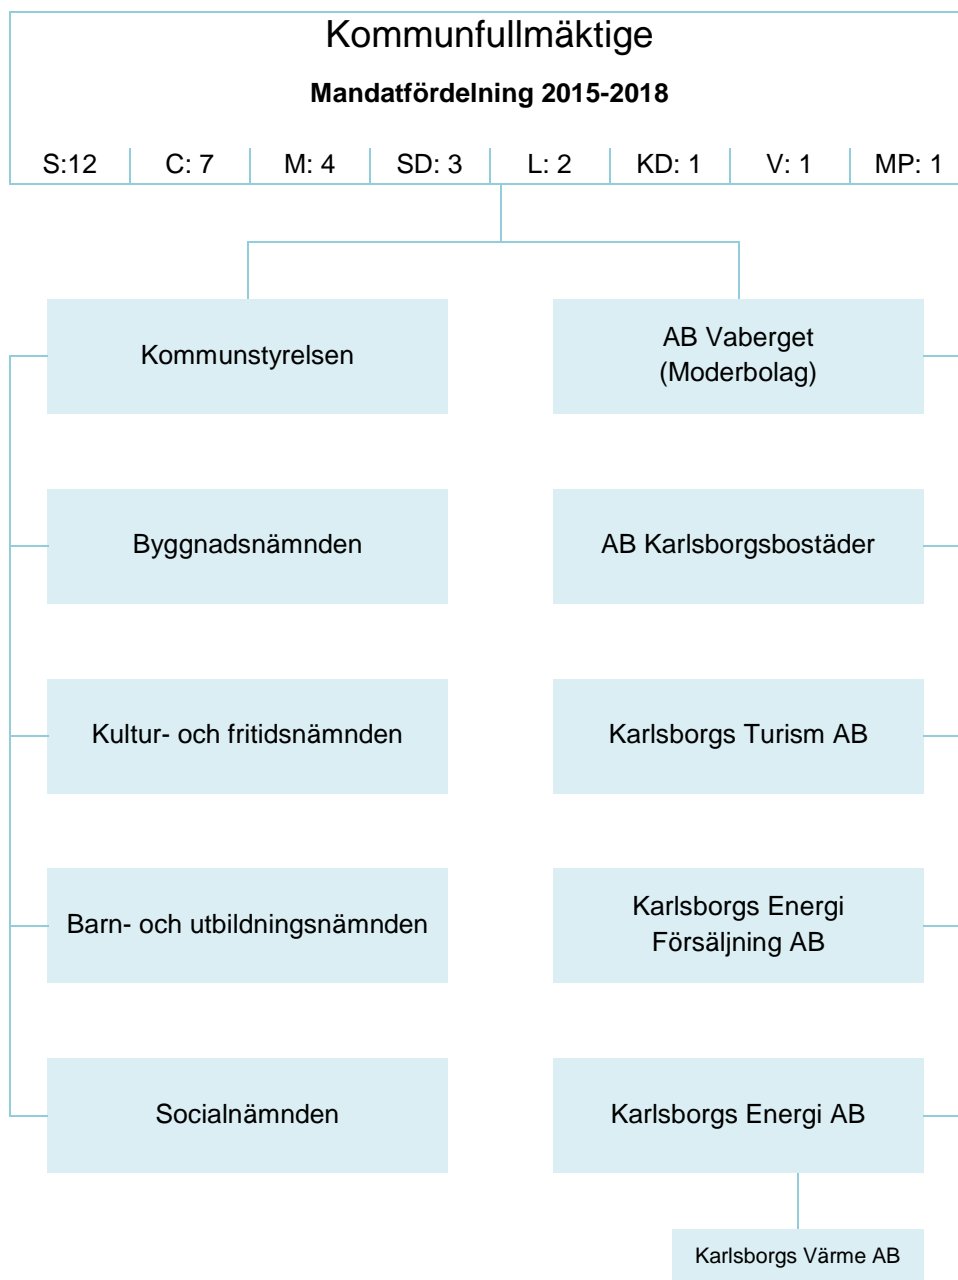 Kommunfullmäktige
Mandatfördelning 2015-2018
S:12 C: 7 M: 4 SD: 3 L: 2 KD: 1 V: 1 MP: 1
Kommunstyrelsen
AB Vaberget
(Moderbolag)
Byggnadsnämnden
AB Karlsborgsbostäder
Kultur- och fritidsnämnden
Karlsborgs Turism AB
Barn- och utbildningsnämnden
Karlsborgs Energi
Försäljning AB
Socialnämnden
Karlsborgs Energi AB
Karlsborgs Värme AB